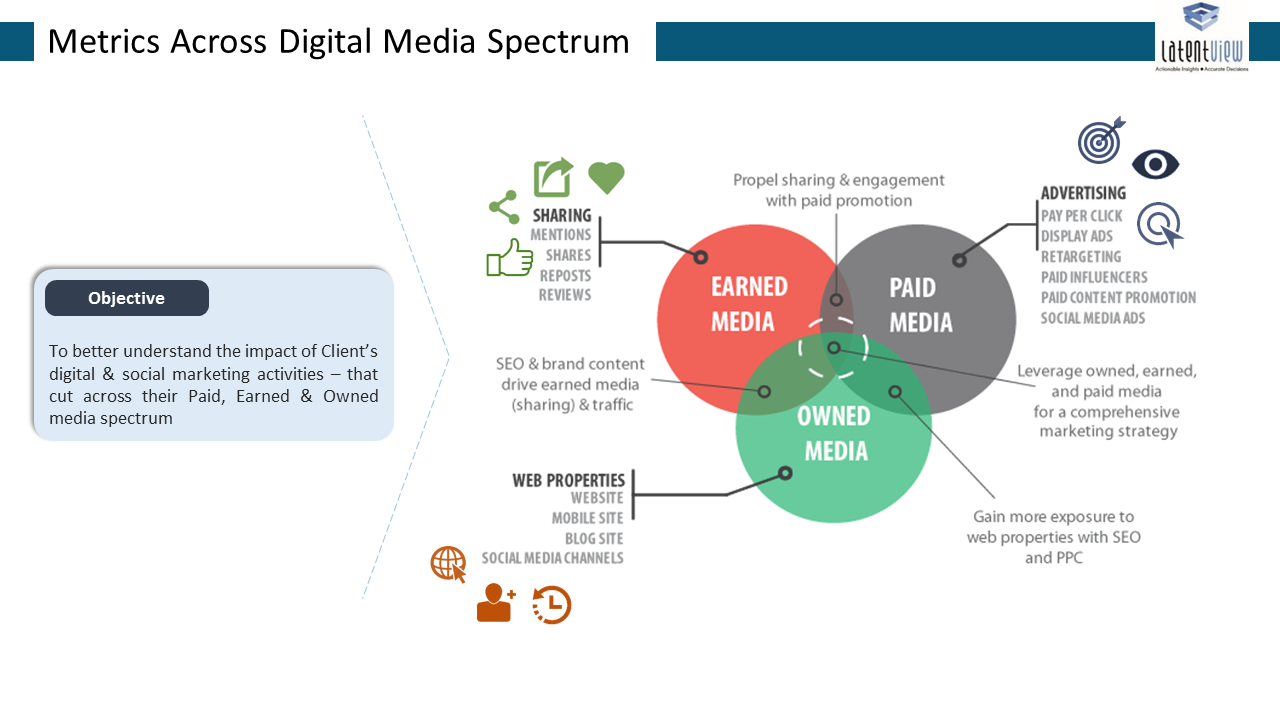 Metrics Across Digital Media Spectrum
LatentView
Actionable Insights • Accurate Decisions
Objective
To better understand the impact of Client’s
digital & social marketing activities – that
cut across their Paid, Earned & Owned
media spectrum
SHARING
MENTIONS
SHARES
REPOSTS
REVIEWS
Propel sharing & engagement
with paid promotion
ADVERTISING
PAY PER CLICK
DISPLAY ADS
RETARGETING
PAID INFLUENCERS
PAID CONTENT PROMOTION
SOCIAL MEDIA ADS
EARNED
MEDIA
PAID
MEDIA
OWNED
MEDIA
SEO & brand content
drive earned media
(sharing) & traffic
Leverage owned, earned,
and paid media
for a comprehensive
marketing strategy
WEB PROPERTIES
WEBSITE
MOBILE SITE
BLOG SITE
SOCIAL MEDIA CHANNELS
Gain more exposure to
web properties with SEO
and PPC